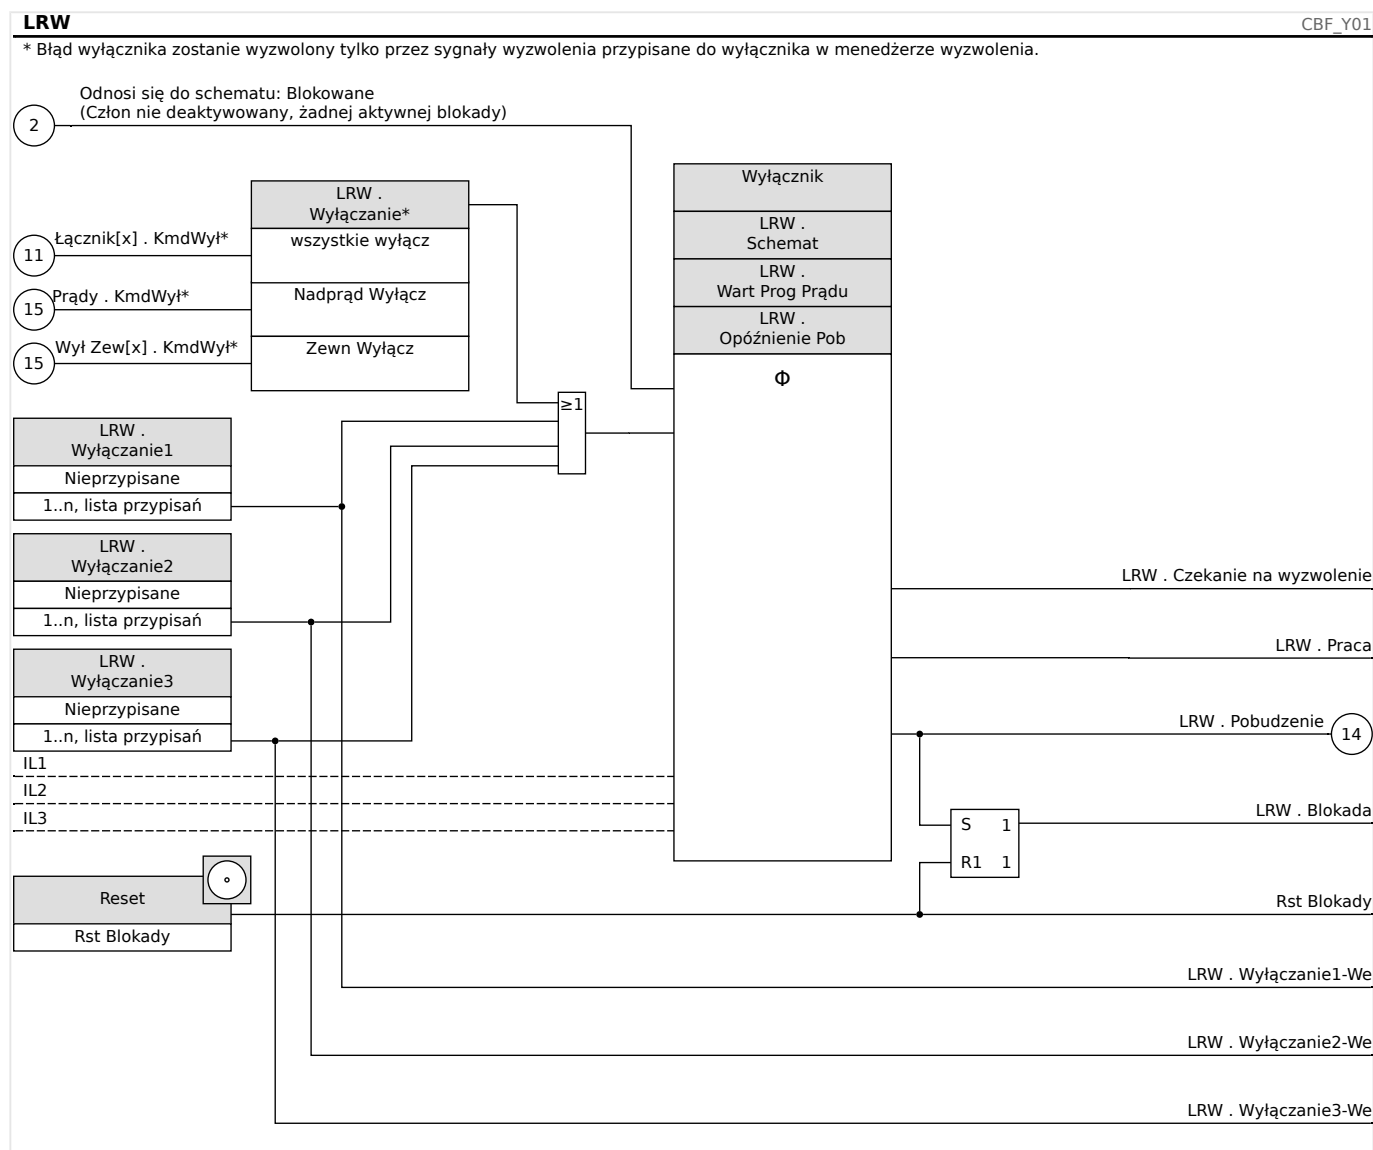 LRW
CBF_Y01
* Błąd wyłącznika zostanie wyzwolony tylko przez sygnały wyzwolenia przypisane do wyłącznika w menedżerze wyzwolenia.
Odnosi się do schematu: Blokowane
(Człon nie deaktywowany, żadnej aktywnej blokady)
2
LRW .
Wyłączanie*
wszystkie wyłącz
Nadprąd Wyłącz
Zewn Wyłącz
11
Łącznik[x] . KmdWył*
15
Prądy . KmdWył*
15
Wył Zew[x] . KmdWył*
Wyłącznik
LRW .
Schemat
LRW .
Wart Prog Prądu
LRW .
Opóźnienie Pob
Φ
≥1
LRW .
Wyłączanie1
Nieprzypisane
1..n, lista przypisań
LRW .
Wyłączanie2
Nieprzypisane
1..n, lista przypisań
LRW .
Wyłączanie3
Nieprzypisane
1..n, lista przypisań
IL1
IL2
IL3
LRW . Czekanie na wyzwolenie
LRW . Praca
LRW . Pobudzenie
14
S 1
R1 1
LRW . Blokada
Reset
Rst Blokady
Rst Blokady
LRW . Wyłączanie1-We
LRW . Wyłączanie2-We
LRW . Wyłączanie3-We